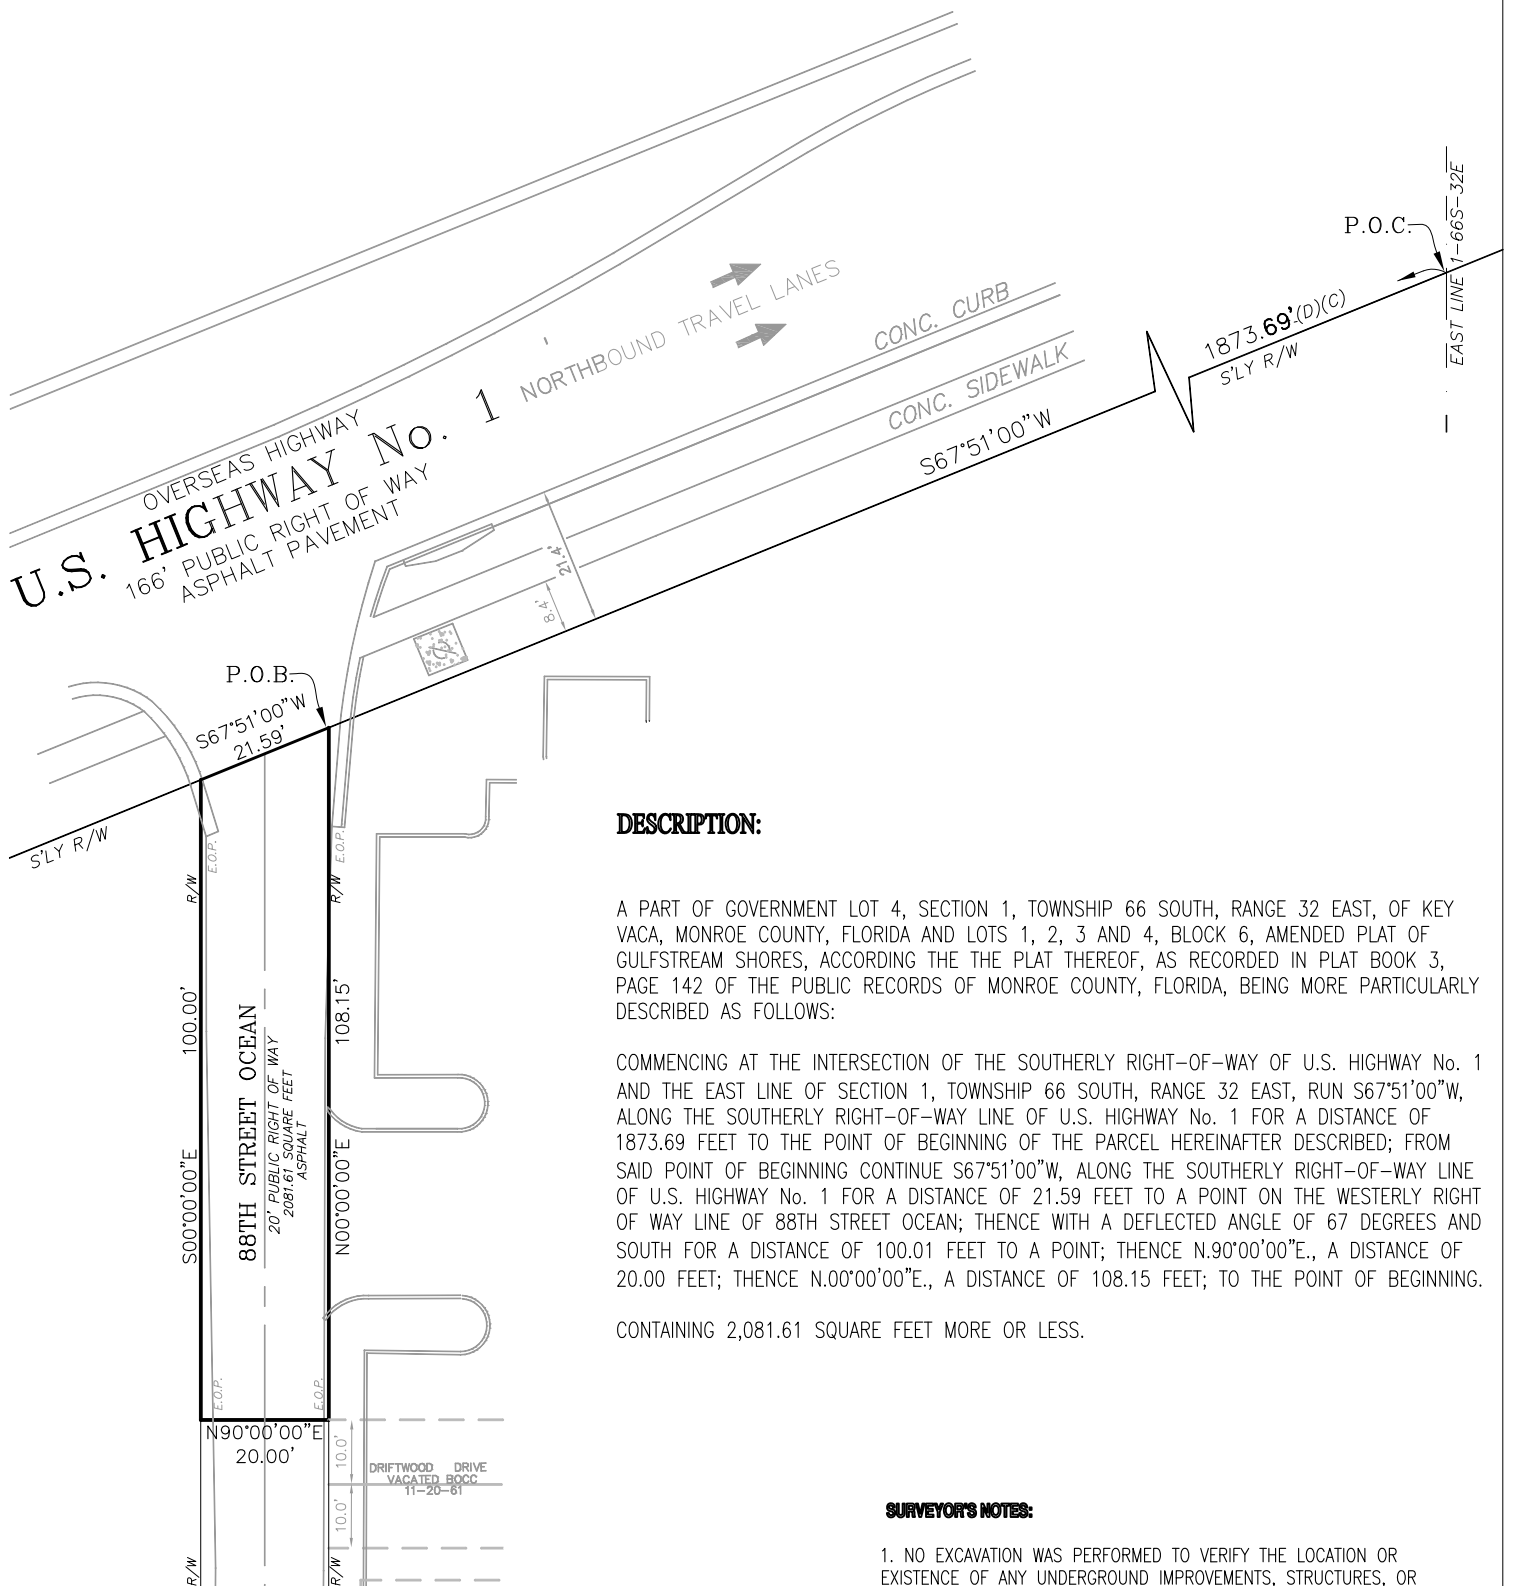 EAST LINE 1-66S-32E
P.O.C.
1873.69'(D)(C)
S'LY R/W
NORTHBOUND TRAVEL LANES
CONC. CURB
CONC. SIDEWALK
S67°51'00"W
OVERSEAS HIGHWAY
U.S. HIGHWAY No. 1
166' PUBLIC RIGHT OF WAY
ASPHALT PAVEMENT
21.4'
8.4'
P.O.B.
S67°51'00"W
21.59'
S'LY R/W
E.O.P.
E.O.P.
R/W
R/W
100.00'
S00°00'00"E
88TH STREET OCEAN
20' PUBLIC RIGHT OF WAY
2081.61 SQUARE FEET
ASPHALT
108.15'
N00°00'00"E
E.O.P.
E.O.P.
N90°00'00"E
20.00'
10.0'
DRIFTWOOD DRIVE
VACATED BOCC
11-20-61
10.0'
R/W
R/W
DESCRIPTION:
A PART OF GOVERNMENT LOT 4, SECTION 1, TOWNSHIP 66 SOUTH, RANGE 32 EAST, OF KEY
VACA, MONROE COUNTY, FLORIDA AND LOTS 1, 2, 3 AND 4, BLOCK 6, AMENDED PLAT OF
GULFSTREAM SHORES, ACCORDING THE THE PLAT THEREOF, AS RECORDED IN PLAT BOOK 3,
PAGE 142 OF THE PUBLIC RECORDS OF MONROE COUNTY, FLORIDA, BEING MORE PARTICULARLY
DESCRIBED AS FOLLOWS:
COMMENCING AT THE INTERSECTION OF THE SOUTHERLY RIGHT-OF-WAY OF U.S. HIGHWAY No. 1
AND THE EAST LINE OF SECTION 1, TOWNSHIP 66 SOUTH, RANGE 32 EAST, RUN S67°51'00"W,
ALONG THE SOUTHERLY RIGHT-OF-WAY LINE OF U.S. HIGHWAY No. 1 FOR A DISTANCE OF
1873.69 FEET TO THE POINT OF BEGINNING OF THE PARCEL HEREINAFTER DESCRIBED; FROM
SAID POINT OF BEGINNING CONTINUE S67°51'00"W, ALONG THE SOUTHERLY RIGHT-OF-WAY LINE
OF U.S. HIGHWAY No. 1 FOR A DISTANCE OF 21.59 FEET TO A POINT ON THE WESTERLY RIGHT
OF WAY LINE OF 88TH STREET OCEAN; THENCE WITH A DEFLECTED ANGLE OF 67 DEGREES AND
SOUTH FOR A DISTANCE OF 100.01 FEET TO A POINT; THENCE N.90°00'00"E., A DISTANCE OF
20.00 FEET; THENCE N.00°00'00"E., A DISTANCE OF 108.15 FEET; TO THE POINT OF BEGINNING.
CONTAINING 2,081.61 SQUARE FEET MORE OR LESS.
SURVEYOR'S NOTES:
1. NO EXCAVATION WAS PERFORMED TO VERIFY THE LOCATION OR
EXISTENCE OF ANY UNDERGROUND IMPROVEMENTS, STRUCTURES, OR